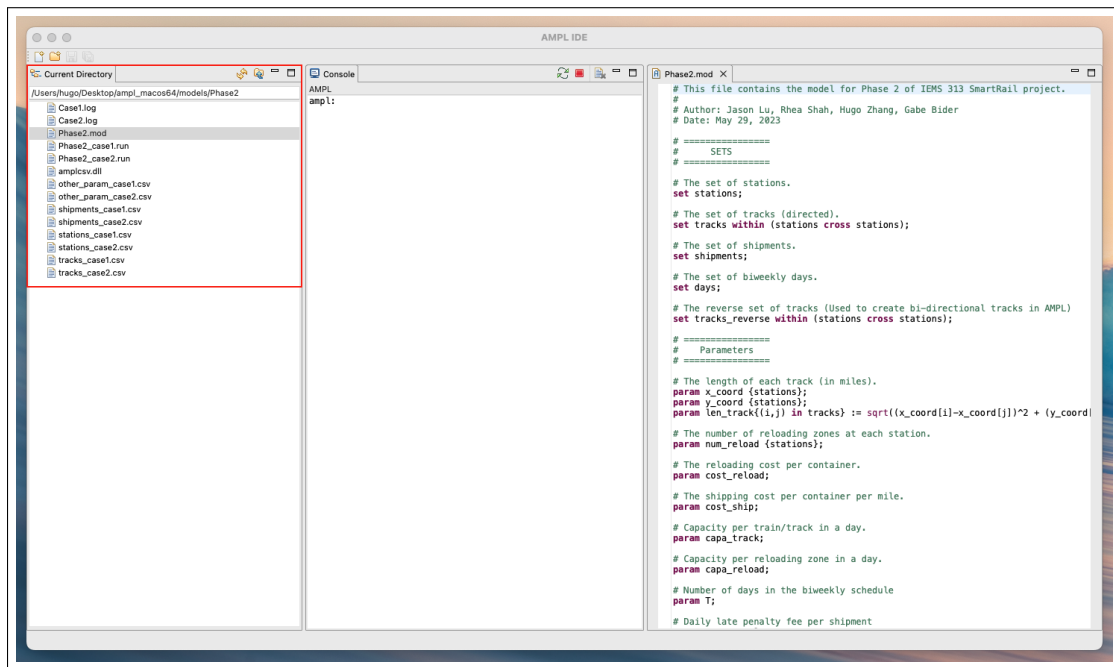 AMPL IDE
Current Directory
/Users/hugo/Desktop/ampl_macos64/models/Phase2
Case1.log
Case2.log
Phase2.mod
Phase2_case1.run
Phase2_case2.run
amplcsv.dll
other_param_case1.csv
other_param_case2.csv
shipments_case1.csv
shipments_case2.csv
stations_case1.csv
stations_case2.csv
tracks_case1.csv
tracks_case2.csv
Console
AMPL
ampl:
Phase2.mod
# This file contains the model for Phase 2 of IEMS 313 SmartRail project.
#
# Author: Jason Lu, Rhea Shah, Hugo Zhang, Gabe Bider
# Date: May 29, 2023
# ================
# SETS
# ================
# The set of stations.
set stations;
# The set of tracks (directed).
set tracks within (stations cross stations);
# The set of shipments.
set shipments;
# The set of biweekly days.
set days;
# The reverse set of tracks (Used to create bi-directional tracks in AMPL)
set tracks_reverse within (stations cross stations);
# ================
# Parameters
# ================
# The length of each track (in miles).
param x_coord {stations};
param y_coord {stations};
param len_track{(i,j) in tracks} := sqrt((x_coord[i]-x_coord[j])^2 + (y_coord[
# The number of reloading zones at each station.
param num_reload {stations};
# The reloading cost per container.
param cost_reload;
# The shipping cost per container per mile.
param cost_ship;
# Capacity per train/track in a day.
param capa_track;
# Capacity per reloading zone in a day.
param capa_reload;
# Number of days in the biweekly schedule
param T;
# Daily late penalty fee per shipment